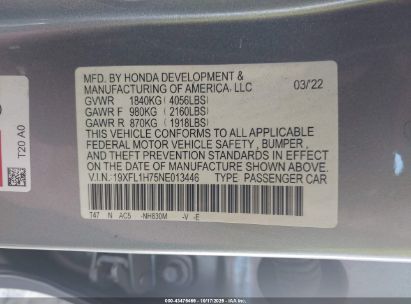 MFD. BY HONDA DEVELOPMENT &
MANUFACTURING OF AMERICA, LLC 03/'22
GVWR 1840KG (4056LBS)
GAWR F 980KG (2160LBS)
GAWR R 870KG (1918LBS)
THIS VEHICLE CONFORMS TO ALL APPLICABLE
FEDERAL MOTOR VEHICLE SAFETY, BUMPER,
AND THEFT PREVENTION STANDARDS IN EFFECT
ON THE DATE OF MANUFACTURE SHOWN ABOVE.
V.I.N. 19XFL1H75NE013446 TYPE PASSENGER CAR
T47 N AC5 -NH830M -V -E
T20 A0